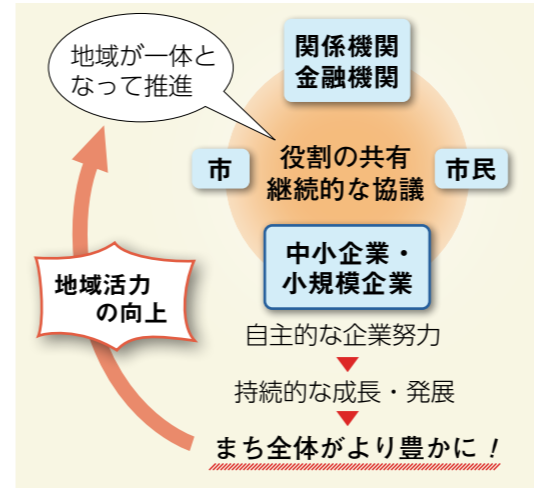 地域が一体と
なって推進
関係機関
金融機関
市
役割の共有
継続的な協議
市民
中小企業・
小規模企業
地域活力
の向上
自主的な企業努力
持続的な成長・発展
まち全体がより豊かに！